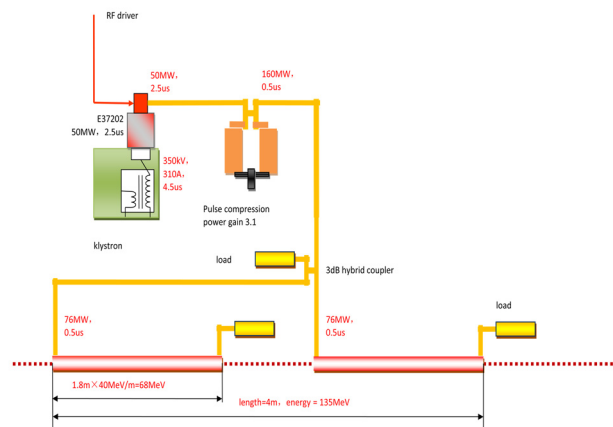 RF driver
50MW，
2.5us
160MW，
0.5us
E37202
50MW，2.5us
350kV，
310A，
4.5us
Pulse compression
power gain 3.1
klystron
load
3dB hybrid coupler
76MW，
0.5us
76MW，
0.5us
load
1.8m×40MeV/m=68MeV
length=4m，energy = 135MeV